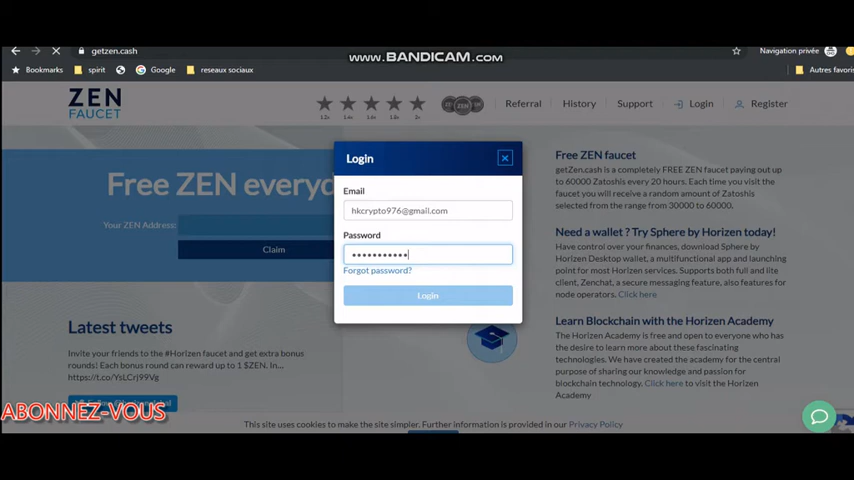 getzen.cash
www.BANDICAM.com
Navigation privée
Bookmarks
spirit
Google
reseaux sociaux
Autres favoris
ZEN
FAUCET
1.2x
1.4x
1.6x
1.8x
2x
ZEN
Referral
History
Support
Login
Register
Login
Email
hkcrypto976@gmail.com
Password
Forgot password?
Login
Free ZEN everyd
Your ZEN Address:
Claim
Free ZEN faucet
getZen.cash is a completely FREE ZEN faucet paying out up
to 60000 Zatoshis every 20 hours. Each time you visit the
faucet you will receive a random amount of Zatoshis
selected from the range from 30000 to 60000.
Need a wallet ? Try Sphere by Horizen today!
Have control over your finances, download Sphere by
Horizen Desktop wallet, a multifunctional app and launching
point for most Horizen services. Supports both full and lite
client, Zenchat, a secure messaging feature, also features for
node operators. Click here
Learn Blockchain with the Horizen Academy
The Horizen Academy is free and open to everyone who has
the desire to learn more about these fascinating
technologies. We have created the academy for the central
purpose of sharing our knowledge and passion for
blockchain technology. Click here to visit the Horizen
Academy
Latest tweets
Invite your friends to the #Horizen faucet and get extra bonus
rounds! Each bonus round can reward up to 1 $ZEN. In...
https://t.co/YsLCrj99Vg
ABONNEZ-VOUS
This site uses cookies to make the site simpler. Further information is provided in our Privacy Policy